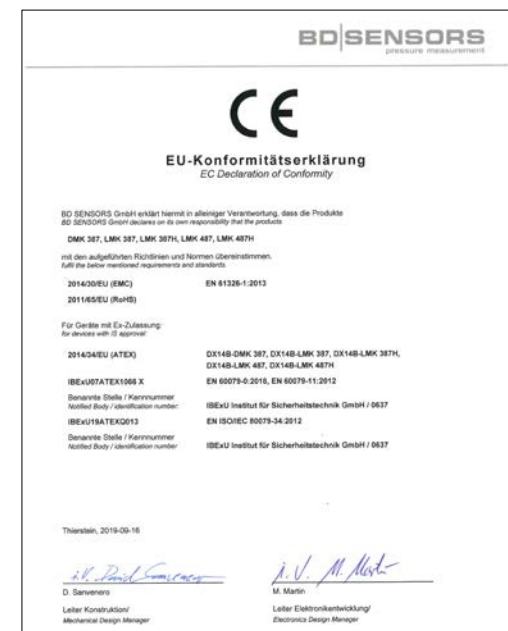 BD|SENSORS
pressure measurement
CE
EU-Konformitätserklärung
EC Declaration of Conformity
BD SENSORS GmbH erklärt hiermit in alleiniger Verantwortung, dass die Produkte
BD SENSORS GmbH declares on its own responsibility that the products
DMK 387, LMK 387, LMK 387H, LMK 487, LMK 487H
mit den aufgeführten Richtlinien und Normen übereinstimmen.
fulfil the below mentioned requirements and standards.
2014/30/EU (EMC) EN 61326-1:2013
2011/65/EU (RoHS)
Für Geräte mit Ex-Zulassung:
for devices with IS approval:
2014/34/EU (ATEX) DX14B-DMK 387, DX14B-LMK 387, DX14B-LMK 387H,
DX14B-LMK 487, DX14B-LMK 487H
IBExU07ATEX1066 X EN 60079-0:2018, EN 60079-11:2012
Benannte Stelle / Kennnummer
Notified Body / identification number: IBExU Institut für Sicherheitstechnik GmbH / 0637
IBExU19ATEXQ013 EN ISO/IEC 80079-34:2012
Benannte Stelle / Kennnummer
Notified Body / identification number IBExU Institut für Sicherheitstechnik GmbH / 0637
Thierstein, 2019-09-16
i.V. i.V. M. Martin
D. Sanvenero M. Martin
Leiter Konstruktion/ Leiter Elektronikentwicklung/
Mechanical Design Manager Electronics Design Manager